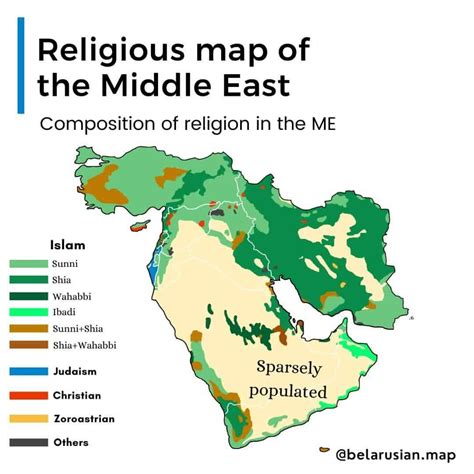 Religious map of
the Middle East
Composition of religion in the ME
Islam
Sunni
Shia
Wahabbi
Ibadi
Sunni+Shia
Shia+Wahabbi
Judaism
Christian
Zoroastrian
Others
Sparsely
populated
@belarusian.map